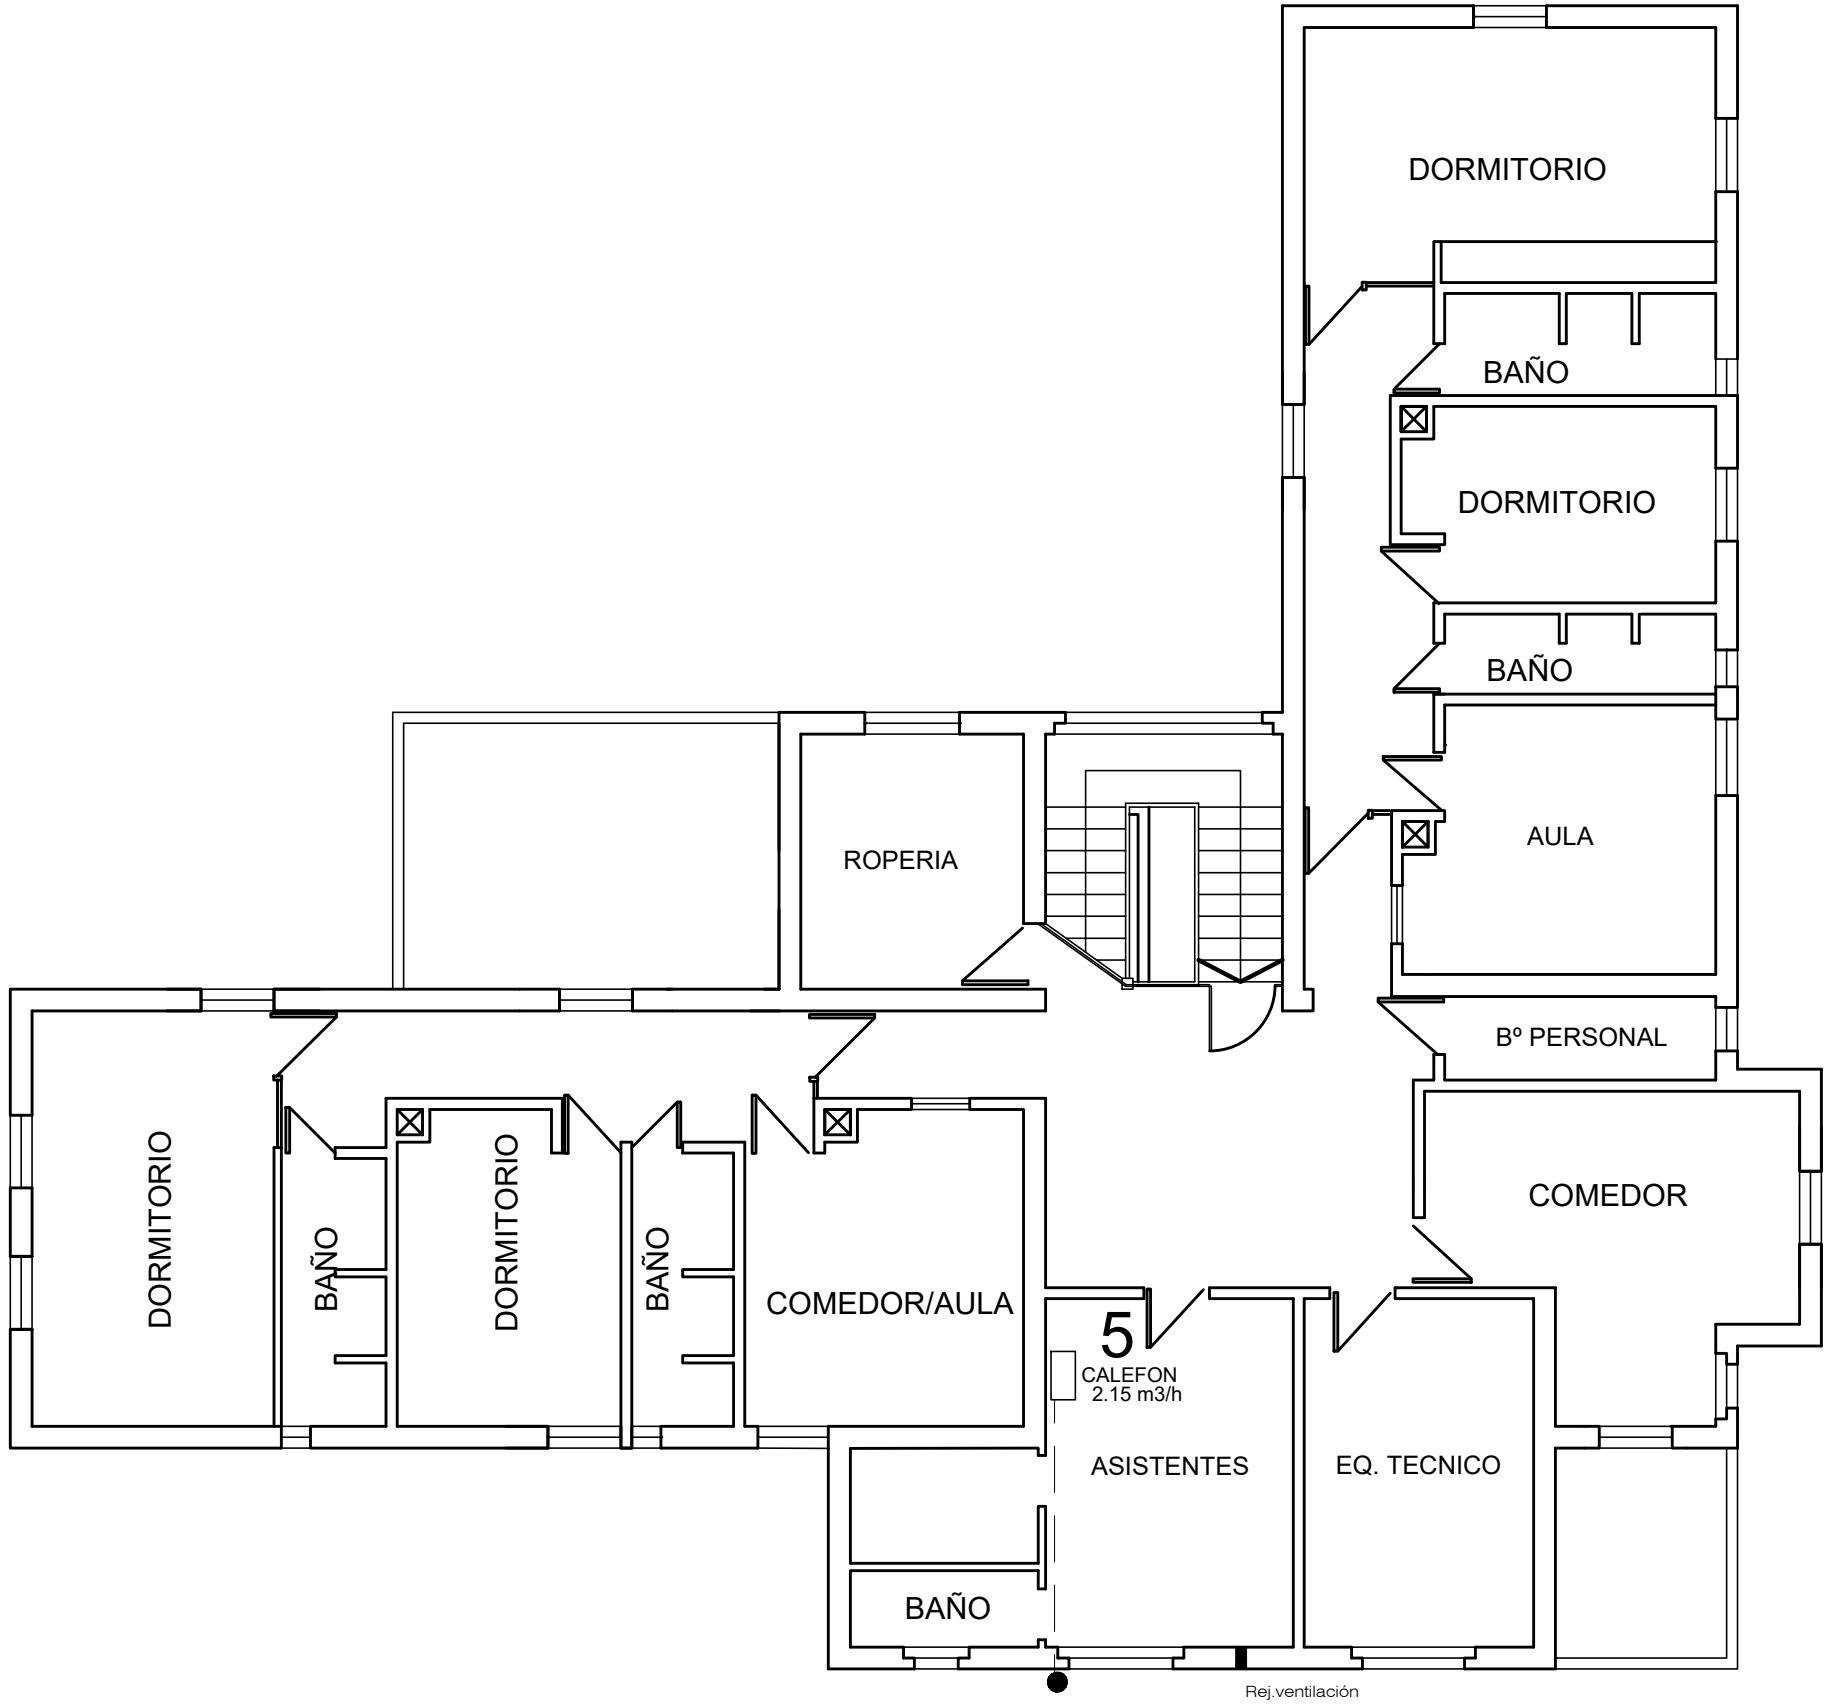 DORMITORIO
BAÑO
DORMITORIO
BAÑO
AULA
ROPERIA
Bº PERSONAL
COMEDOR
DORMITORIO
BAÑO
DORMITORIO
BAÑO
COMEDOR/AULA
5
CALEFON
2.15 m3/h
ASISTENTES
EQ. TECNICO
BAÑO
Rej.ventilación